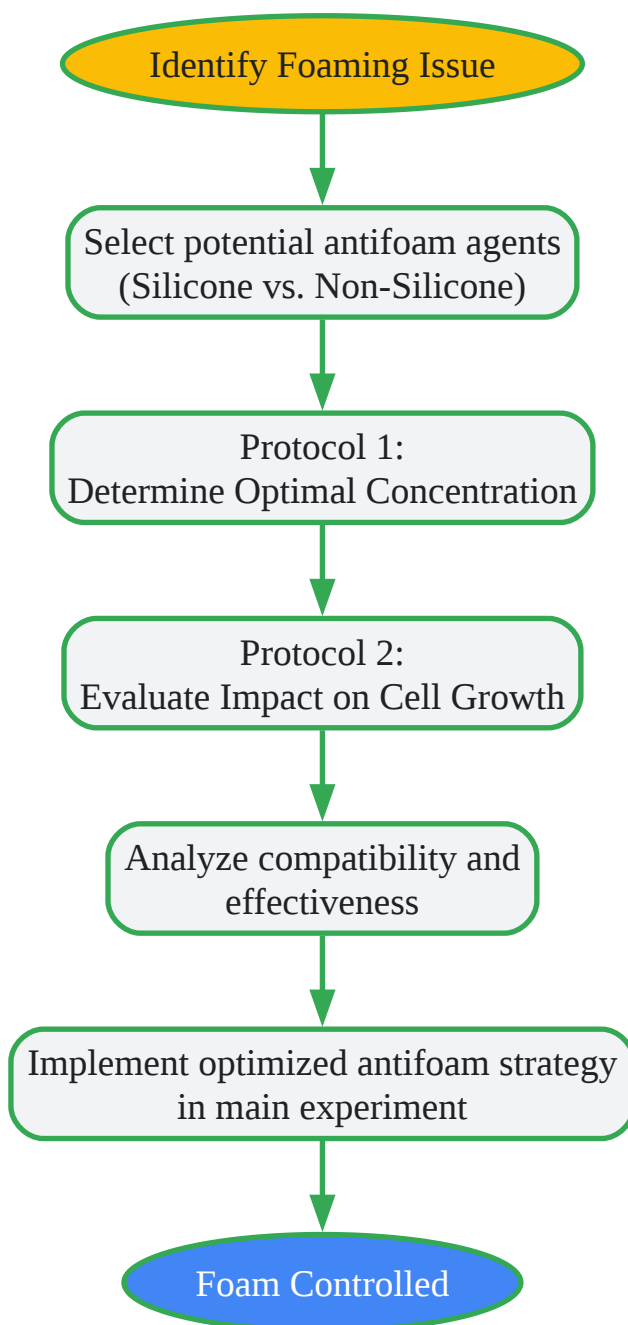 Identify Foaming Issue
Select potential antifoam agents
(Silicone vs. Non-Silicone)
Protocol 1:
Determine Optimal Concentration
Protocol 2:
Evaluate Impact on Cell Growth
Analyze compatibility and
effectiveness
Implement optimized antifoam strategy
in main experiment
Foam Controlled